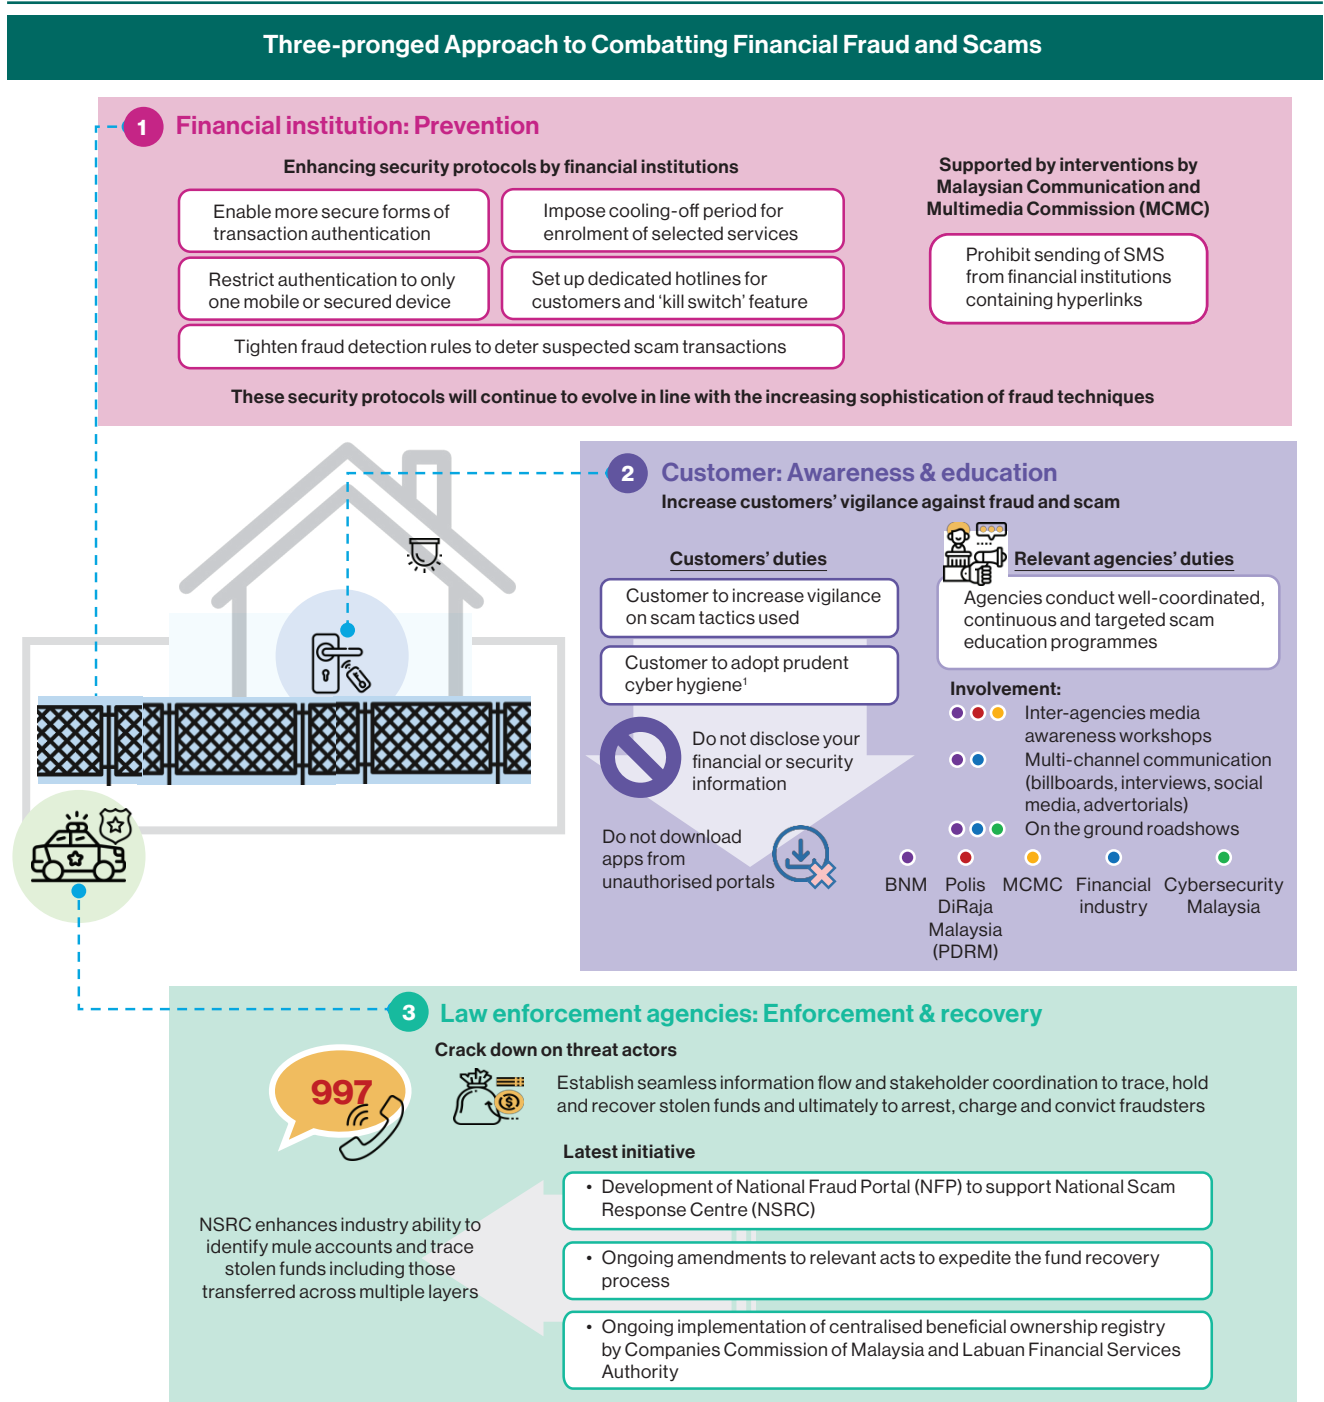 Three-pronged Approach to Combatting Financial Fraud and Scams
1 Financial institution: Prevention
Enhancing security protocols by financial institutions
Enable more secure forms of
transaction authentication
Impose cooling-off period for
enrolment of selected services
Restrict authentication to only
one mobile or secured device
Set up dedicated hotlines for
customers and ‘kill switch’ feature
Tighten fraud detection rules to deter suspected scam transactions
Supported by interventions by
Malaysian Communication and
Multimedia Commission (MCMC)
Prohibit sending of SMS
from financial institutions
containing hyperlinks
These security protocols will continue to evolve in line with the increasing sophistication of fraud techniques
2 Customer: Awareness & education
Increase customers’ vigilance against fraud and scam
Customers’ duties
Customer to increase vigilance
on scam tactics used
Customer to adopt prudent
cyber hygiene¹
Do not disclose your
financial or security
information
Do not download
apps from
unauthorised portals
Relevant agencies’ duties
Agencies conduct well-coordinated,
continuous and targeted scam
education programmes
Involvement:
Inter-agencies media
awareness workshops
Multi-channel communication
(billboards, interviews, social
media, advertorials)
On the ground roadshows
BNM
Polis
DiRaja
Malaysia
(PDRM)
MCMC
Financial
industry
Cybersecurity
Malaysia
3 Law enforcement agencies: Enforcement & recovery
Crack down on threat actors
997
Establish seamless information flow and stakeholder coordination to trace, hold
and recover stolen funds and ultimately to arrest, charge and convict fraudsters
Latest initiative
• Development of National Fraud Portal (NFP) to support National Scam
Response Centre (NSRC)
• Ongoing amendments to relevant acts to expedite the fund recovery
process
• Ongoing implementation of centralised beneficial ownership registry
by Companies Commission of Malaysia and Labuan Financial Services
Authority
NSRC enhances industry ability to
identify mule accounts and trace
stolen funds including those
transferred across multiple layers